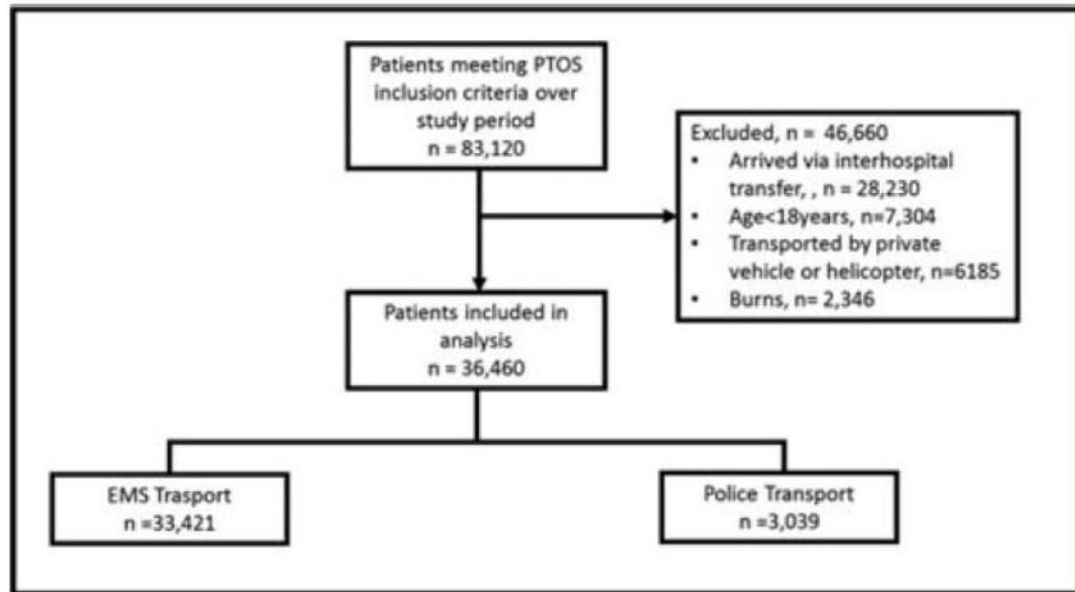 Patients meeting PTOS
inclusion criteria over
study period
n = 83,120
Excluded, n = 46,660
• Arrived via interhospital
transfer, , n = 28,230
• Age<18years, n=7,304
• Transported by private
vehicle or helicopter, n=6185
• Burns, n= 2,346
Patients included in
analysis
n = 36,460
EMS Trasport
n =33,421
Police Transport
n =3,039